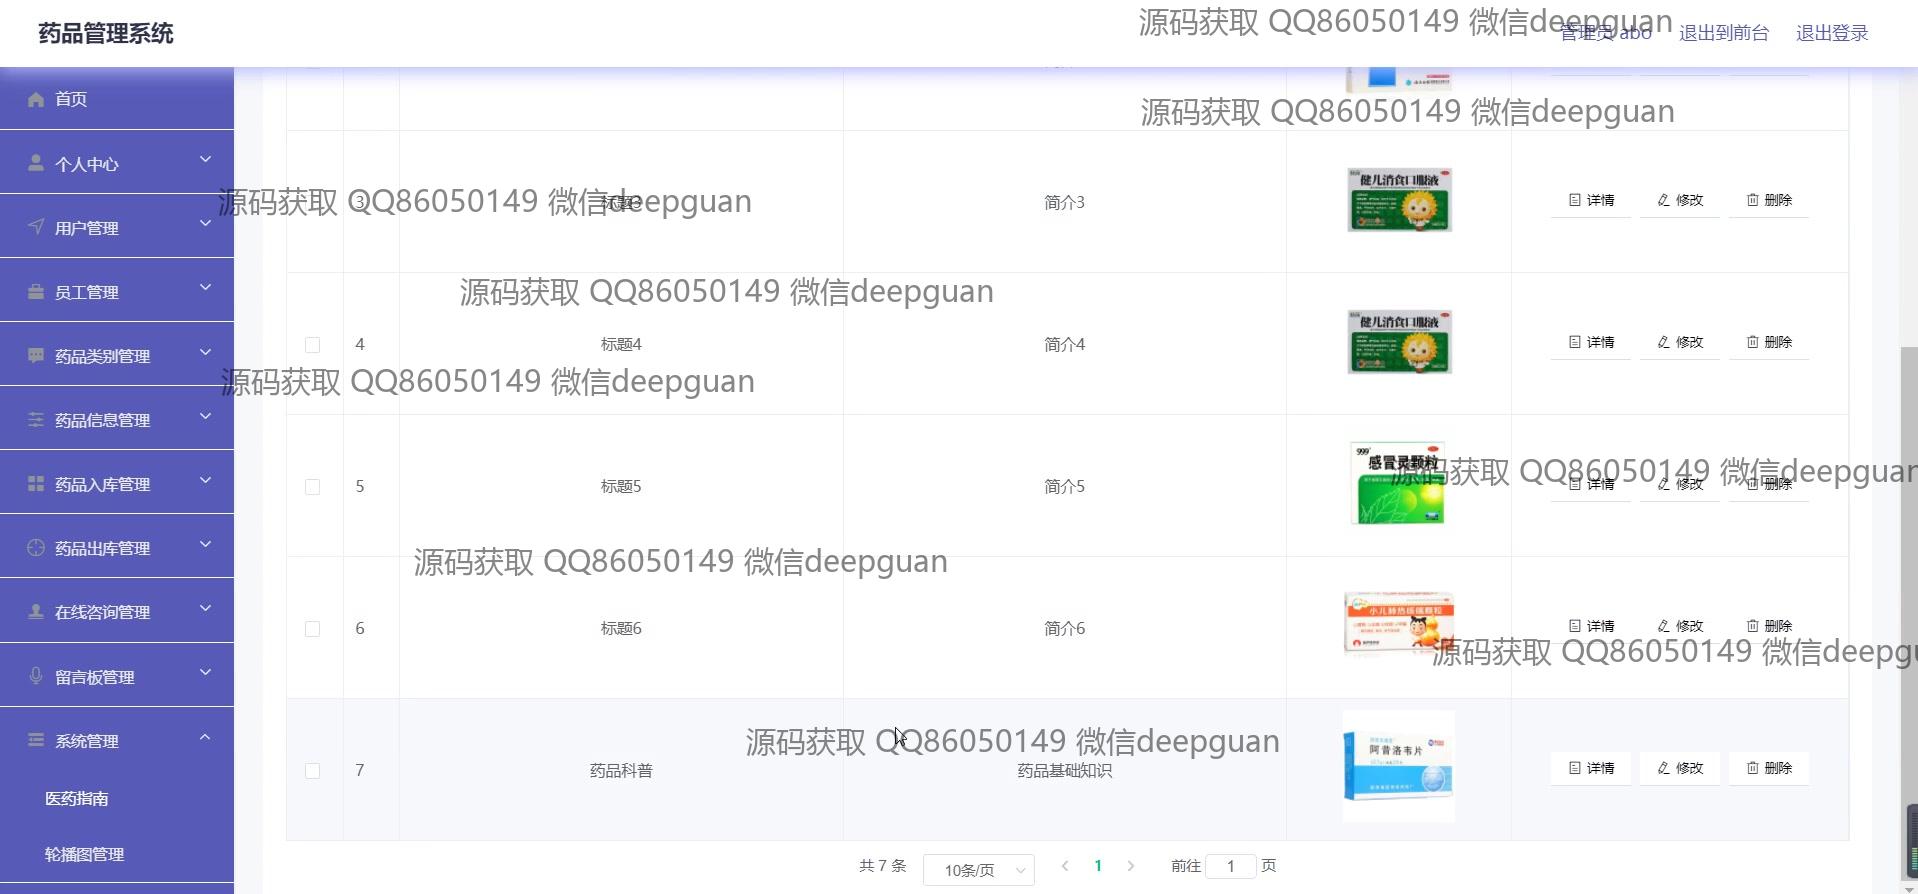 药品管理系统
源码获取 QQ86050149 微信deepguan
管理员 abo 退出到前台 退出登录
首页
源码获取 QQ86050149 微信deepguan
个人中心
3 标题3 简介3 健儿消食口服液 详情 修改 删除
源码获取 QQ86050149 微信deepguan
用户管理
员工管理
源码获取 QQ86050149 微信deepguan
4 标题4 简介4 健儿消食口服液 详情 修改 删除
药品类别管理
源码获取 QQ86050149 微信deepguan
药品信息管理
999 感冒灵颗粒
源码获取 QQ86050149 微信deepguan
药品入库管理
5 标题5 简介5 详情 修改 删除
药品出库管理
源码获取 QQ86050149 微信deepguan
在线咨询管理
小儿肺热咳喘颗粒
6 标题6 简介6 详情 修改 删除
源码获取 QQ86050149 微信deepgu
留言板管理
系统管理
源码获取 QQ86050149 微信deepguan
阿昔洛韦片
7 药品科普 药品基础知识 详情 修改 删除
医药指南
轮播图管理
共 7 条 10条/页 1 前往 1 页